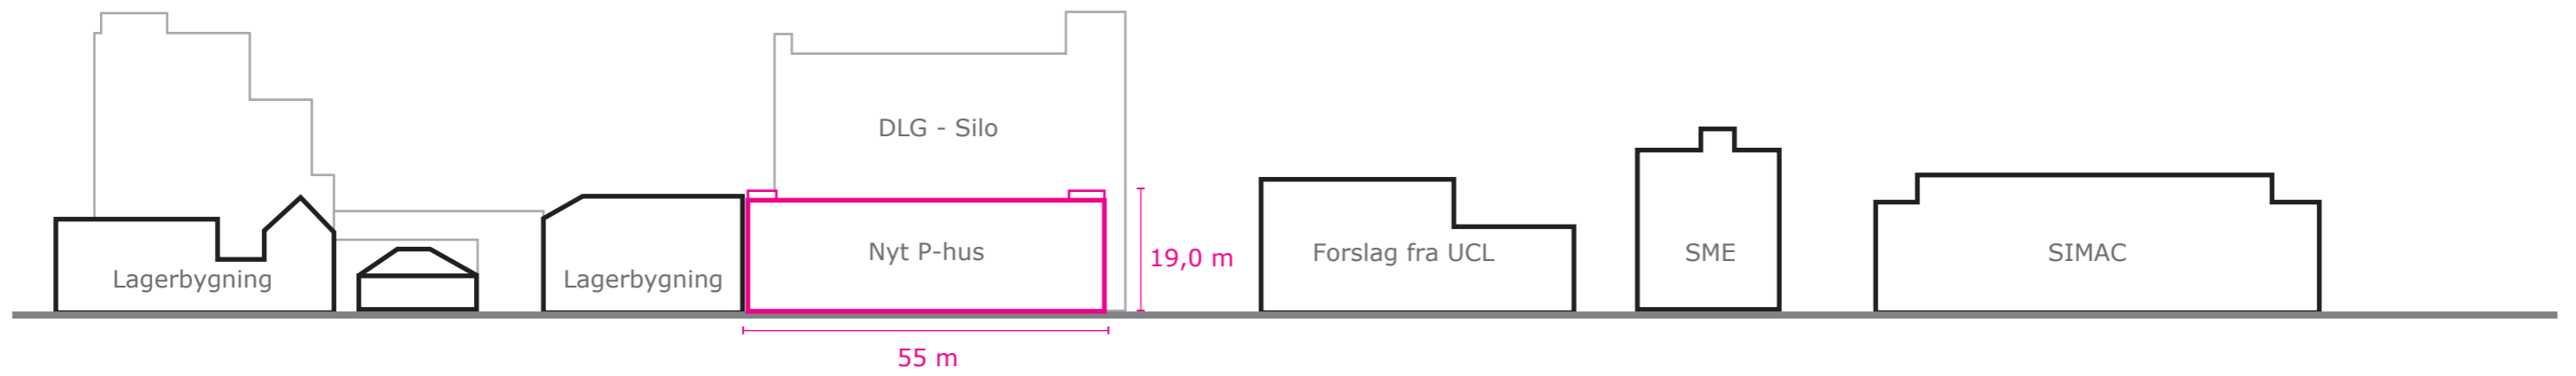 DLG - Silo
Lagerbygning
Lagerbygning
Nyt P-hus
19,0 m
Forslag fra UCL
SME
SIMAC
55 m